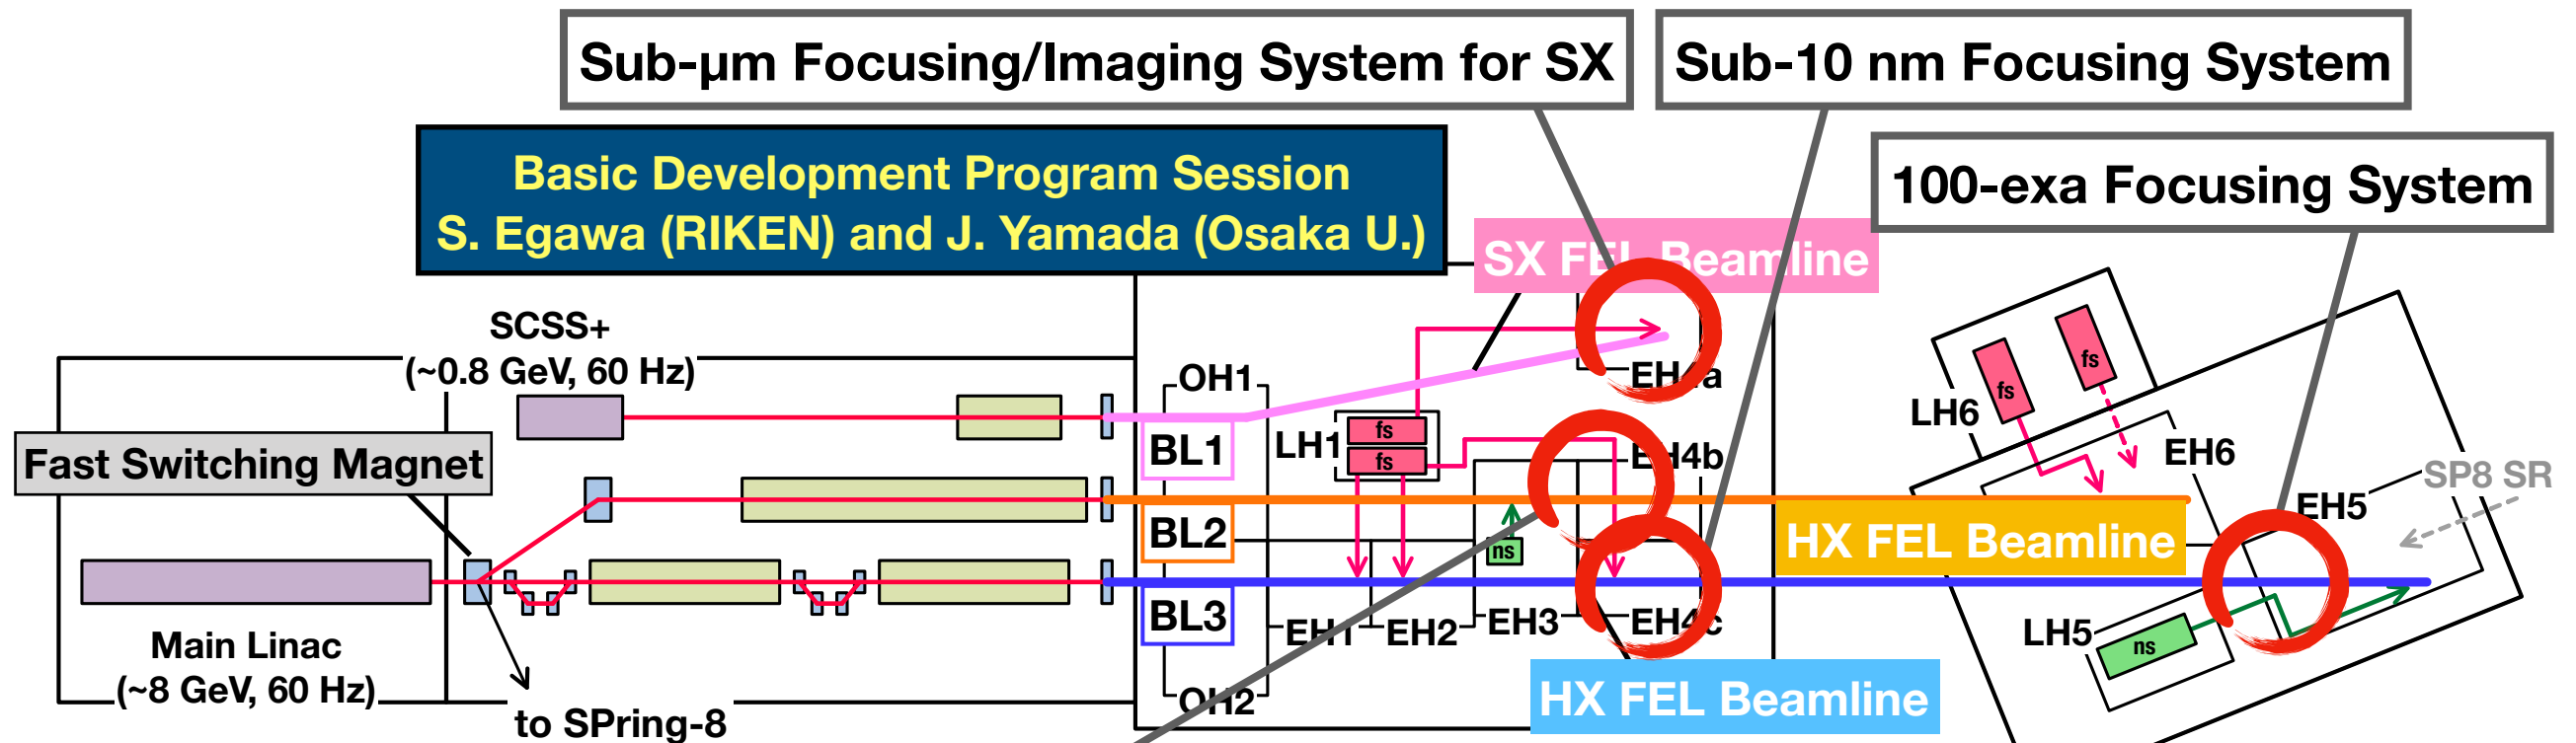 Sub-µm Focusing/Imaging System for SX
Sub-10 nm Focusing System
100-exa Focusing System
Basic Development Program Session
S. Egawa (RIKEN) and J. Yamada (Osaka U.)
SX FEL Beamline
SCSS+
(~0.8 GeV, 60 Hz)
Fast Switching Magnet
Main Linac
(~8 GeV, 60 Hz)
to SPring-8
OH1
BL1
BL2
BL3
OH2
LH1
fs
fs
EH4a
EH4b
ns
EH1
EH2
EH3
EH4c
HX FEL Beamline
HX FEL Beamline
LH6
fs
fs
EH6
SP8 SR
EH5
LH5
ns